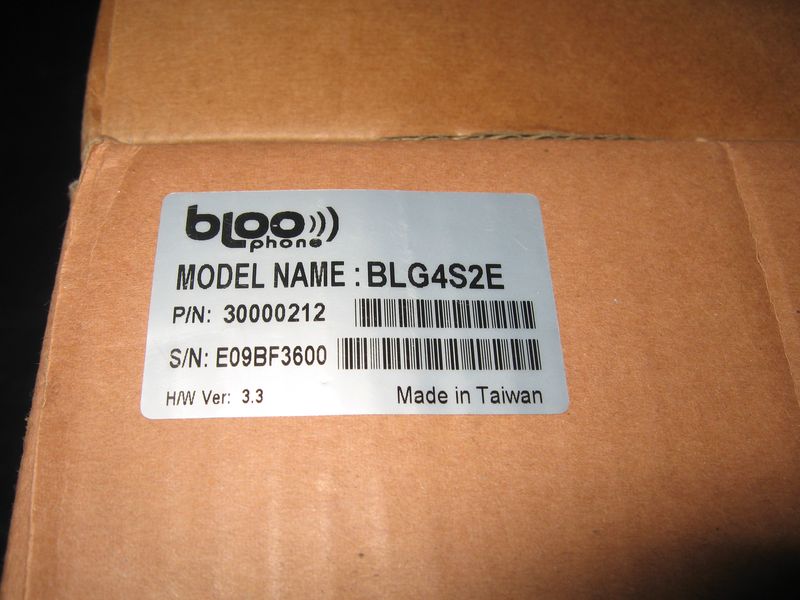 bloo
phone
MODEL NAME : BLG4S2E
P/N: 30000212
S/N: E09BF3600
H/W Ver: 3.3 Made in Taiwan